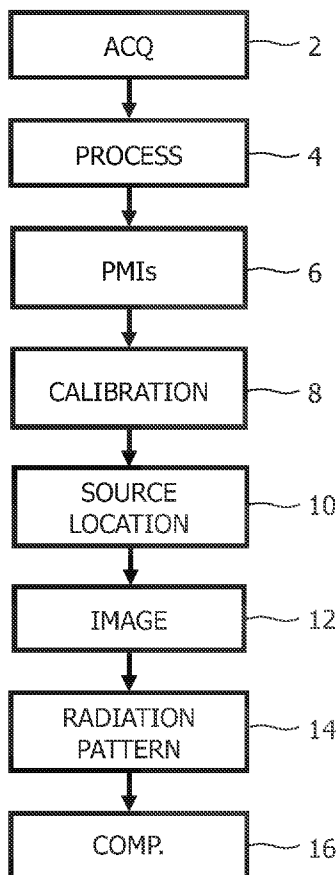 ACQ 2
PROCESS 4
PMIs 6
CALIBRATION 8
SOURCE
LOCATION 10
IMAGE 12
RADIATION
PATTERN 14
COMP. 16